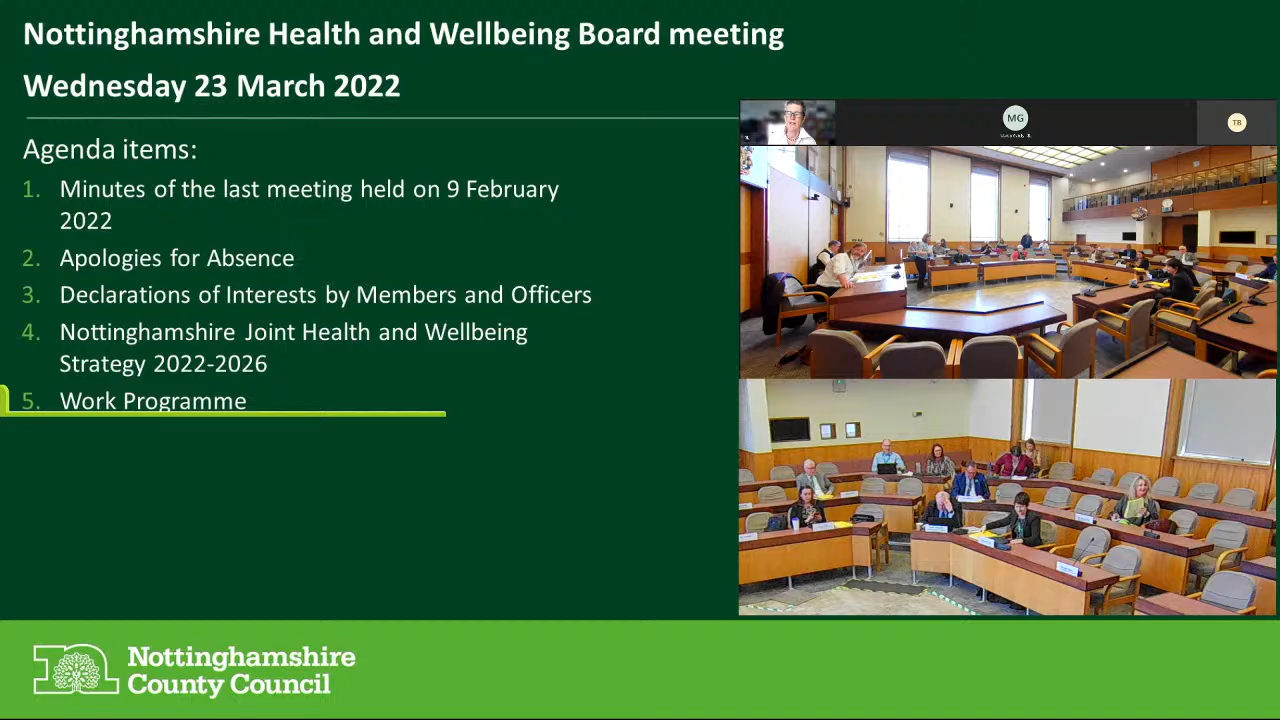 Nottinghamshire Health and Wellbeing Board meeting
Wednesday 23 March 2022
Agenda items:
1. Minutes of the last meeting held on 9 February
2022
2. Apologies for Absence
3. Declarations of Interests by Members and Officers
4. Nottinghamshire Joint Health and Wellbeing
Strategy 2022-2026
5. Work Programme
MG
TB
Nottinghamshire
County Council